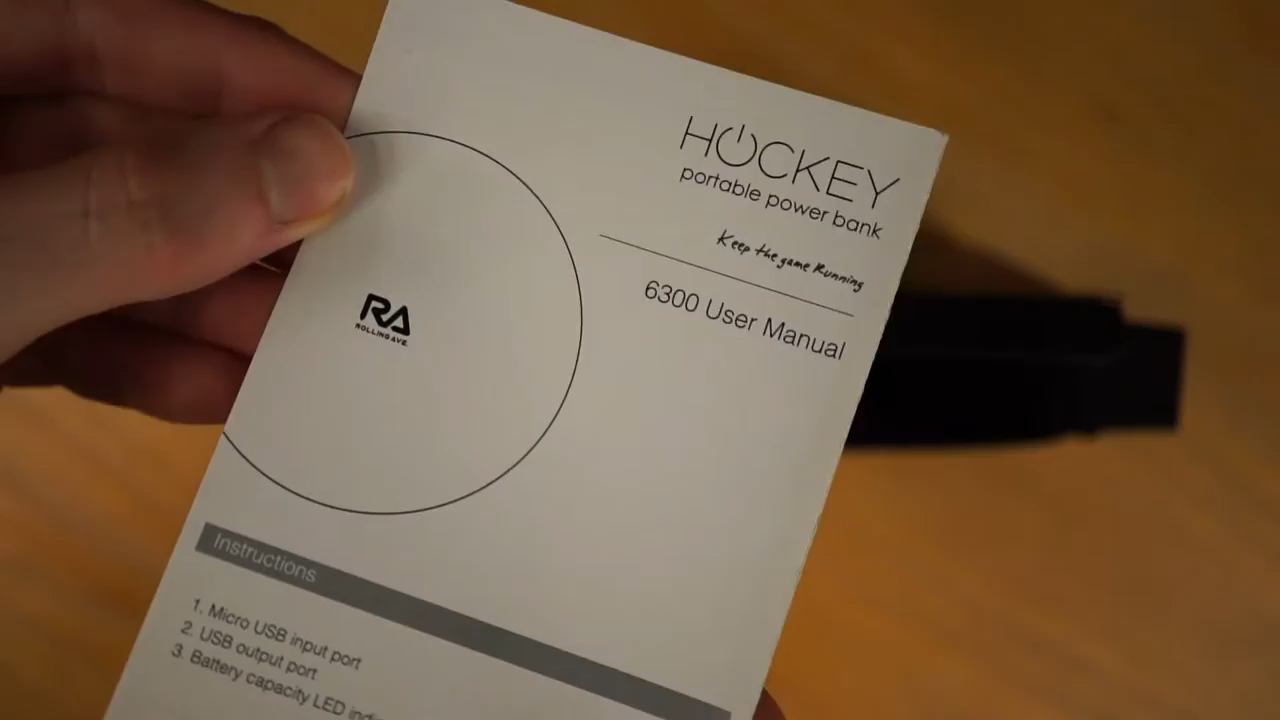 HOCKEY
portable power bank
Keep the game Running
6300 User Manual
RA
ROLLING AVE.
Instructions
1. Micro USB input port
2. USB output port
3. Battery capacity LED